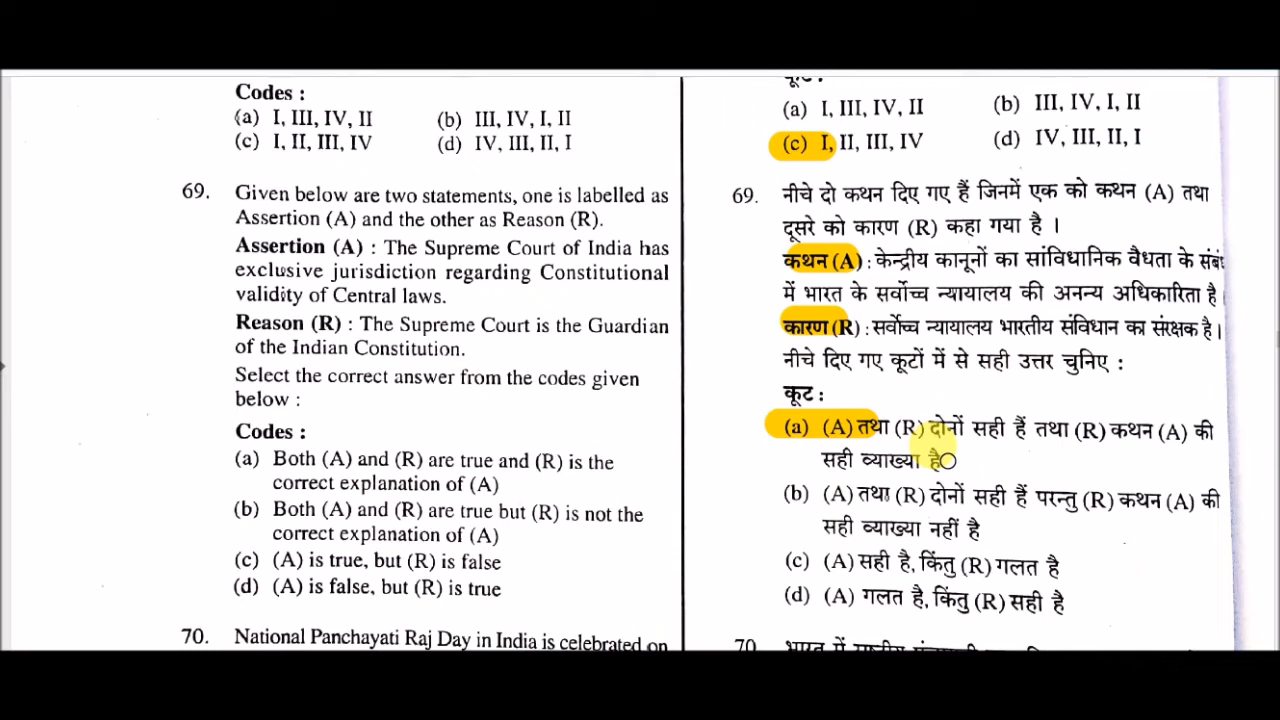 Codes :
(a) I, III, IV, II (b) III, IV, I, II
(c) I, II, III, IV (d) IV, III, II, I
69. Given below are two statements, one is labelled as
Assertion (A) and the other as Reason (R).
Assertion (A) : The Supreme Court of India has
exclusive jurisdiction regarding Constitutional
validity of Central laws.
Reason (R) : The Supreme Court is the Guardian
of the Indian Constitution.
Select the correct answer from the codes given
below :
Codes :
(a) Both (A) and (R) are true and (R) is the
correct explanation of (A)
(b) Both (A) and (R) are true but (R) is not the
correct explanation of (A)
(c) (A) is true, but (R) is false
(d) (A) is false, but (R) is true
70. National Panchayati Raj Day in India is celebrated on
कूट :
(a) I, III, IV, II (b) III, IV, I, II
(c) I, II, III, IV (d) IV, III, II, I
69. नीचे दो कथन दिए गए हैं जिनमें एक को कथन (A) तथा
दूसरे को कारण (R) कहा गया है ।
कथन (A) : केन्द्रीय कानूनों का सांविधानिक वैधता के संबंध
में भारत के सर्वोच्च न्यायालय की अनन्य अधिकारिता है
कारण (R) : सर्वोच्च न्यायालय भारतीय संविधान का संरक्षक है ।
नीचे दिए गए कूटों में से सही उत्तर चुनिए :
कूट :
(a) (A) तथा (R) दोनों सही हैं तथा (R) कथन (A) की
सही व्याख्या है
(b) (A) तथा (R) दोनों सही हैं परन्तु (R) कथन (A) की
सही व्याख्या नहीं है
(c) (A) सही है, किंतु (R) गलत है
(d) (A) गलत है, किंतु (R) सही है
70. भारत में राष्ट्रीय